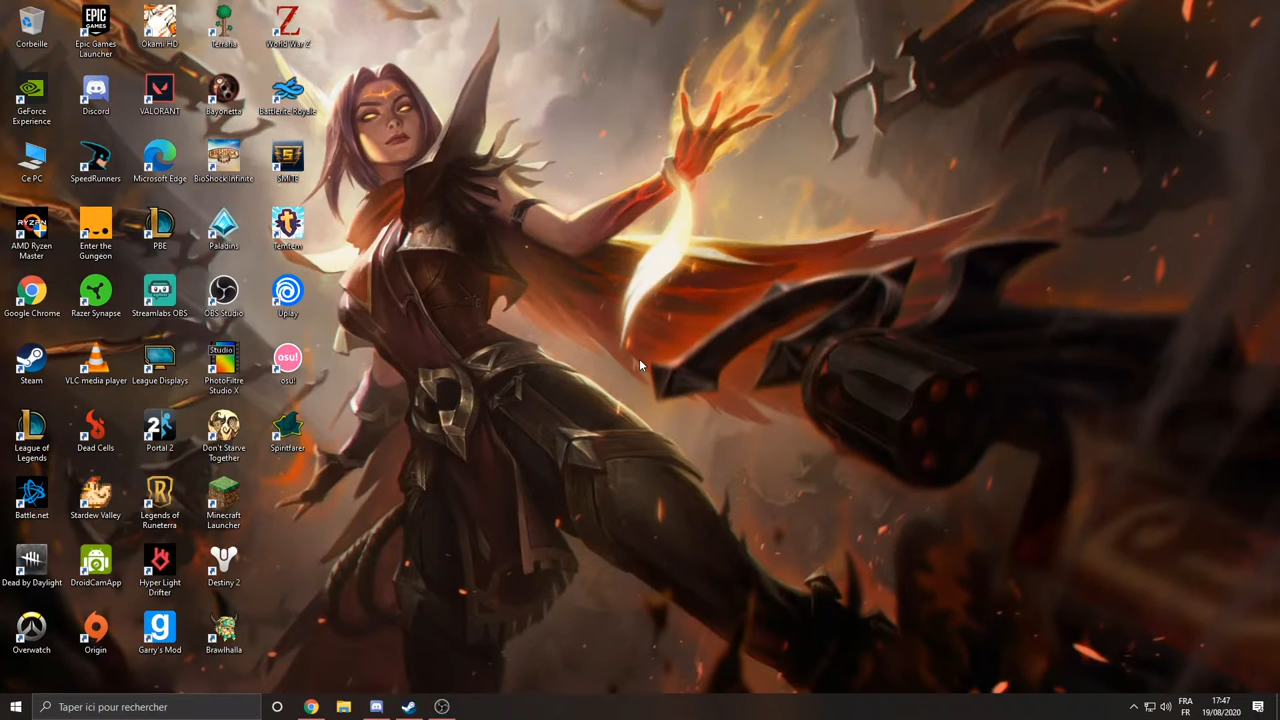 Corbeille
Epic Games
Launcher
Okami HD
Terraria
World War Z
GeForce
Experience
Discord
VALORANT
Bayonetta
Battlerite Royale
Ce PC
SpeedRunners
Microsoft Edge
BioShock Infinite
SMITE
AMD Ryzen
Master
Enter the
Gungeon
PBE
Paladins
Temtem
Google Chrome
Razer Synapse
Streamlabs OBS
OBS Studio
Uplay
Steam
VLC media player
League Displays
PhotoFiltre
Studio X
osu!
League of
Legends
Dead Cells
Portal 2
Don't Starve
Together
Spiritfarer
Battle.net
Stardew Valley
Legends of
Runeterra
Minecraft
Launcher
Dead by Daylight
DroidCamApp
Hyper Light
Drifter
Destiny 2
Overwatch
Origin
Garry's Mod
Brawlhalla
EPIC
GAMES
RYZEN
Studio
osu!
2
Taper ici pour rechercher
FRA
FR
17:47
19/08/2020